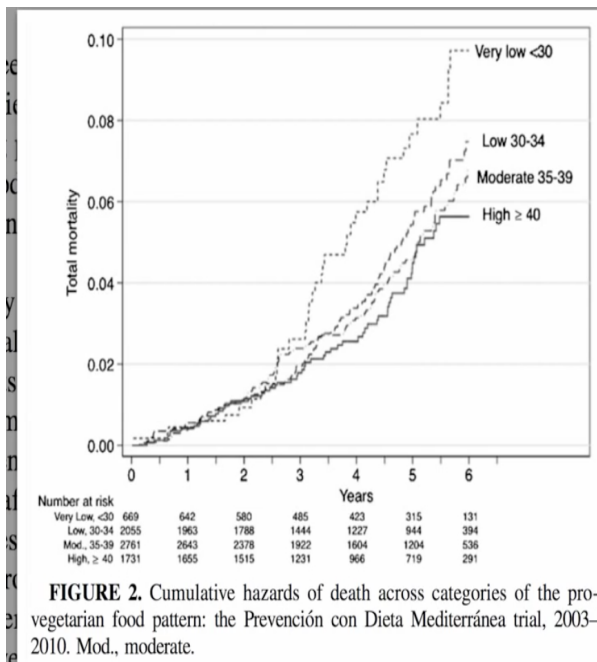 0.10
Very low <30
0.08
Low 30-34
Moderate 35-39
0.06
High ≥ 40
Total mortality
0.04
0.02
0.00
0 1 2 3 4 5 6
Years
Number at risk
Very Low, <30 669 642 580 485 423 315 131
Low, 30-34 2055 1963 1788 1444 1227 944 394
Mod., 35-39 2761 2643 2378 1922 1604 1204 536
High, ≥ 40 1731 1655 1515 1231 966 719 291
FIGURE 2. Cumulative hazards of death across categories of the pro-
vegetarian food pattern: the Prevención con Dieta Mediterránea trial, 2003–
2010. Mod., moderate.